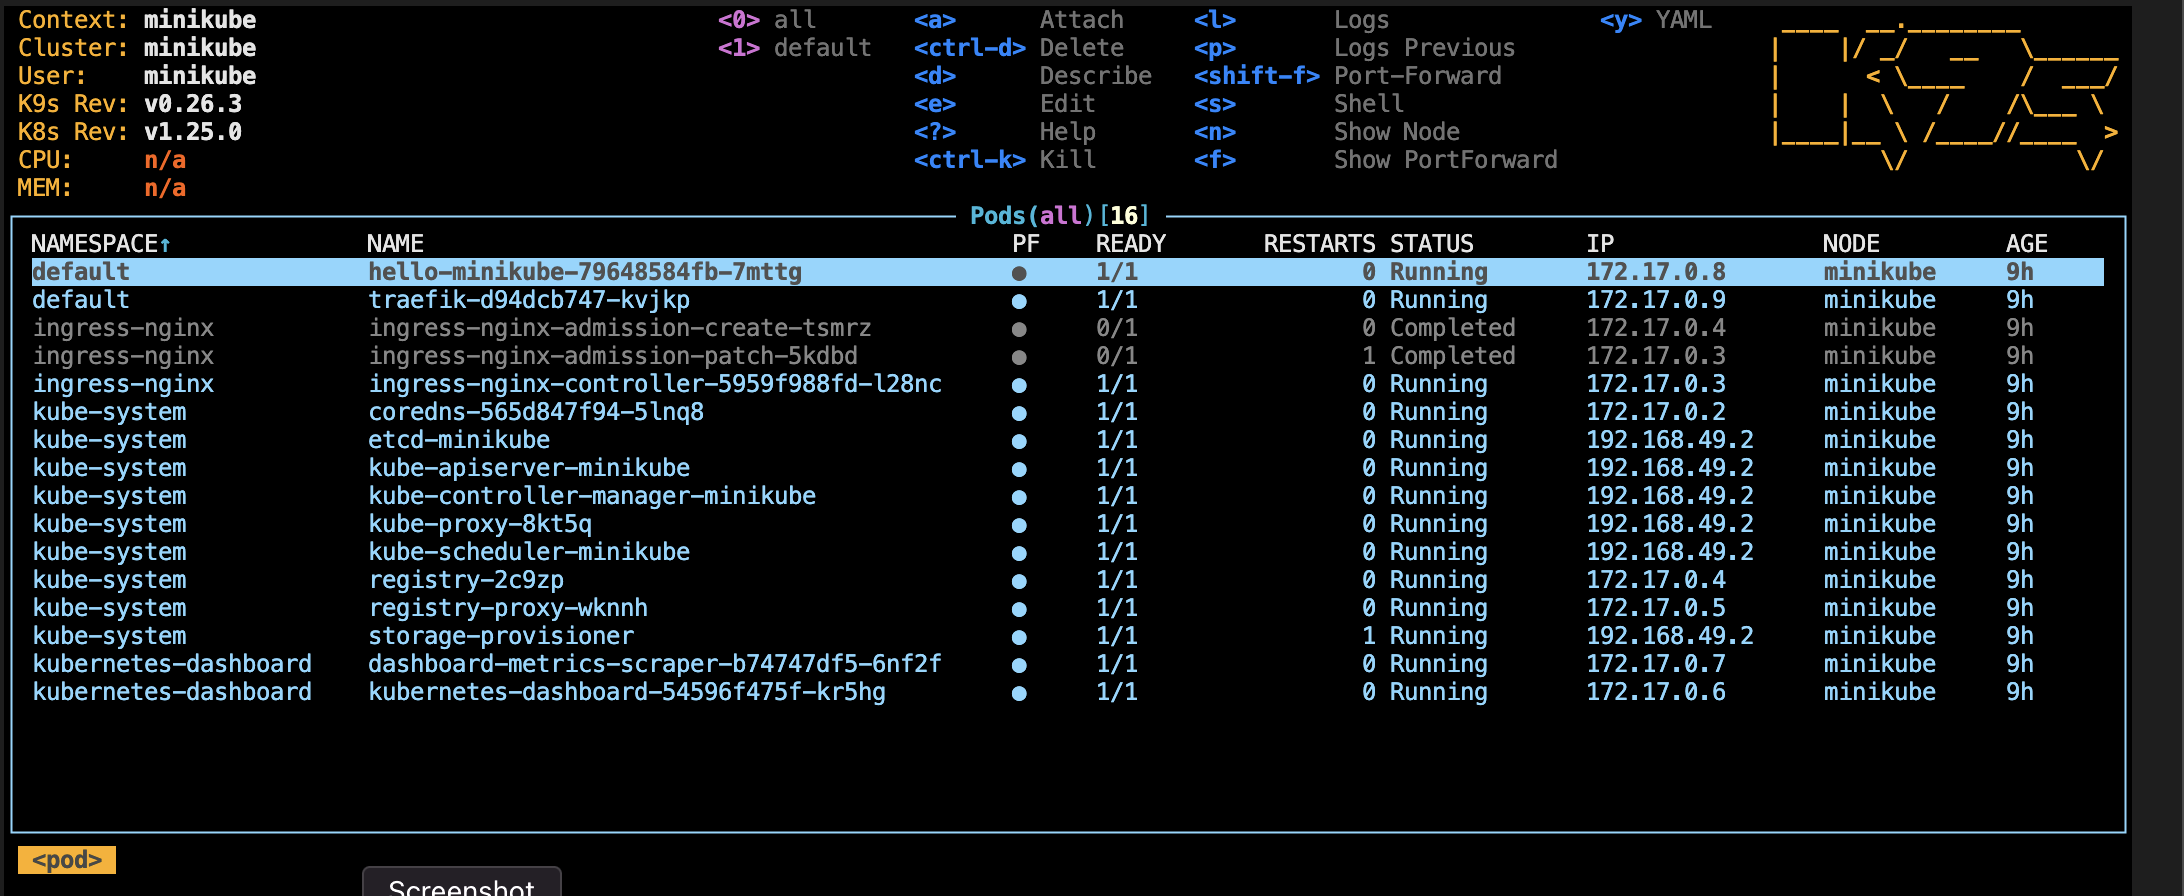 Context: minikube <0> all <a> Attach <l> Logs <y> YAML
Cluster: minikube <1> default <ctrl-d> Delete <p> Logs Previous
User: minikube <d> Describe <shift-f> Port-Forward
K9s Rev: v0.26.3 <e> Edit <s> Shell
K8s Rev: v1.25.0 <?> Help <n> Show Node
CPU: n/a <ctrl-k> Kill <f> Show PortForward
MEM: n/a
Pods(all)[16]
NAMESPACE↑ NAME PF READY RESTARTS STATUS IP NODE AGE
default hello-minikube-79648584fb-7mttg ● 1/1 0 Running 172.17.0.8 minikube 9h
default traefik-d94dcb747-kvjkp ● 1/1 0 Running 172.17.0.9 minikube 9h
ingress-nginx ingress-nginx-admission-create-tsmrz ● 0/1 0 Completed 172.17.0.4 minikube 9h
ingress-nginx ingress-nginx-admission-patch-5kdbd ● 0/1 1 Completed 172.17.0.3 minikube 9h
ingress-nginx ingress-nginx-controller-5959f988fd-l28nc ● 1/1 0 Running 172.17.0.3 minikube 9h
kube-system coredns-565d847f94-5lnq8 ● 1/1 0 Running 172.17.0.2 minikube 9h
kube-system etcd-minikube ● 1/1 0 Running 192.168.49.2 minikube 9h
kube-system kube-apiserver-minikube ● 1/1 0 Running 192.168.49.2 minikube 9h
kube-system kube-controller-manager-minikube ● 1/1 0 Running 192.168.49.2 minikube 9h
kube-system kube-proxy-8kt5q ● 1/1 0 Running 192.168.49.2 minikube 9h
kube-system kube-scheduler-minikube ● 1/1 0 Running 192.168.49.2 minikube 9h
kube-system registry-2c9zp ● 1/1 0 Running 172.17.0.4 minikube 9h
kube-system registry-proxy-wknnh ● 1/1 0 Running 172.17.0.5 minikube 9h
kube-system storage-provisioner ● 1/1 1 Running 192.168.49.2 minikube 9h
kubernetes-dashboard dashboard-metrics-scraper-b74747df5-6nf2f ● 1/1 0 Running 172.17.0.7 minikube 9h
kubernetes-dashboard kubernetes-dashboard-54596f475f-kr5hg ● 1/1 0 Running 172.17.0.6 minikube 9h
<pod>
Screenshot